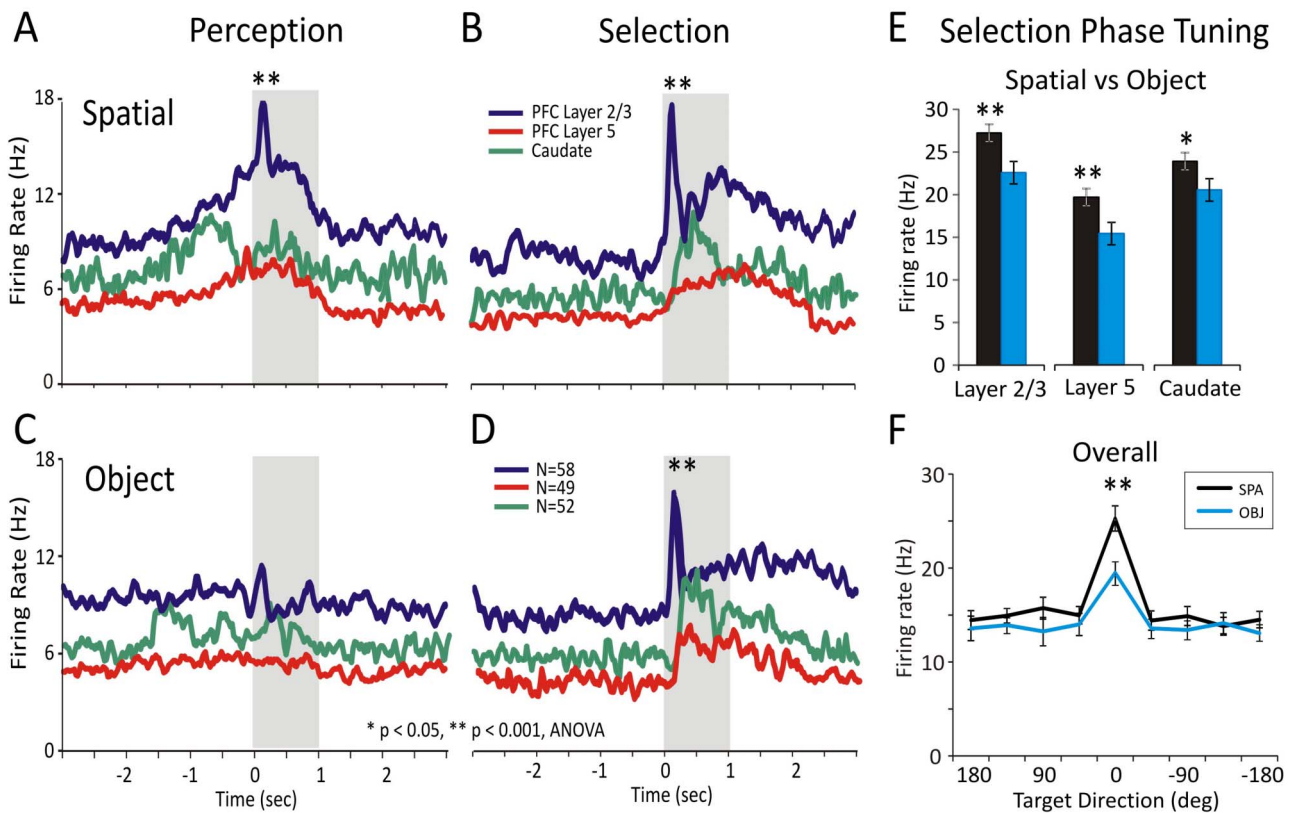 A
Perception
**
18
12
6
0
Firing Rate (Hz)
Spatial
B
Selection
**
PFC Layer 2/3
PFC Layer 5
Caudate
E
Selection Phase Tuning
Spatial vs Object
30
25
20
15
10
5
0
Firing rate (Hz)
**
**
*
Layer 2/3
Layer 5
Caudate
C
Object
18
12
6
0
Firing Rate (Hz)
-2
-1
0
1
2
Time (sec)
D
**
N=58
N=49
N=52
* p < 0.05, ** p < 0.001, ANOVA
-2
-1
0
1
2
Time (sec)
F
Overall
**
SPA
OBJ
30
20
10
0
Firing rate (Hz)
180
90
0
-90
-180
Target Direction (deg)